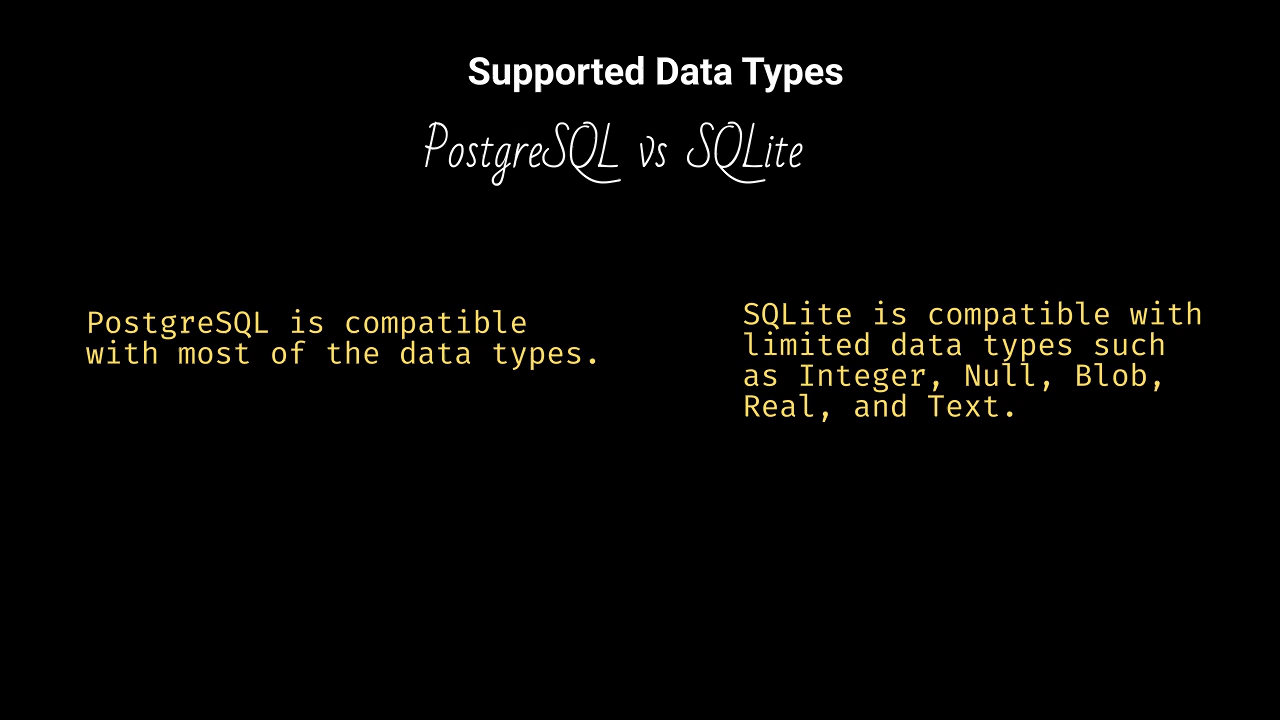 Supported Data Types
PostgreSQL vs SQLite
PostgreSQL is compatible
with most of the data types.
SQLite is compatible with
limited data types such
as Integer, Null, Blob,
Real, and Text.